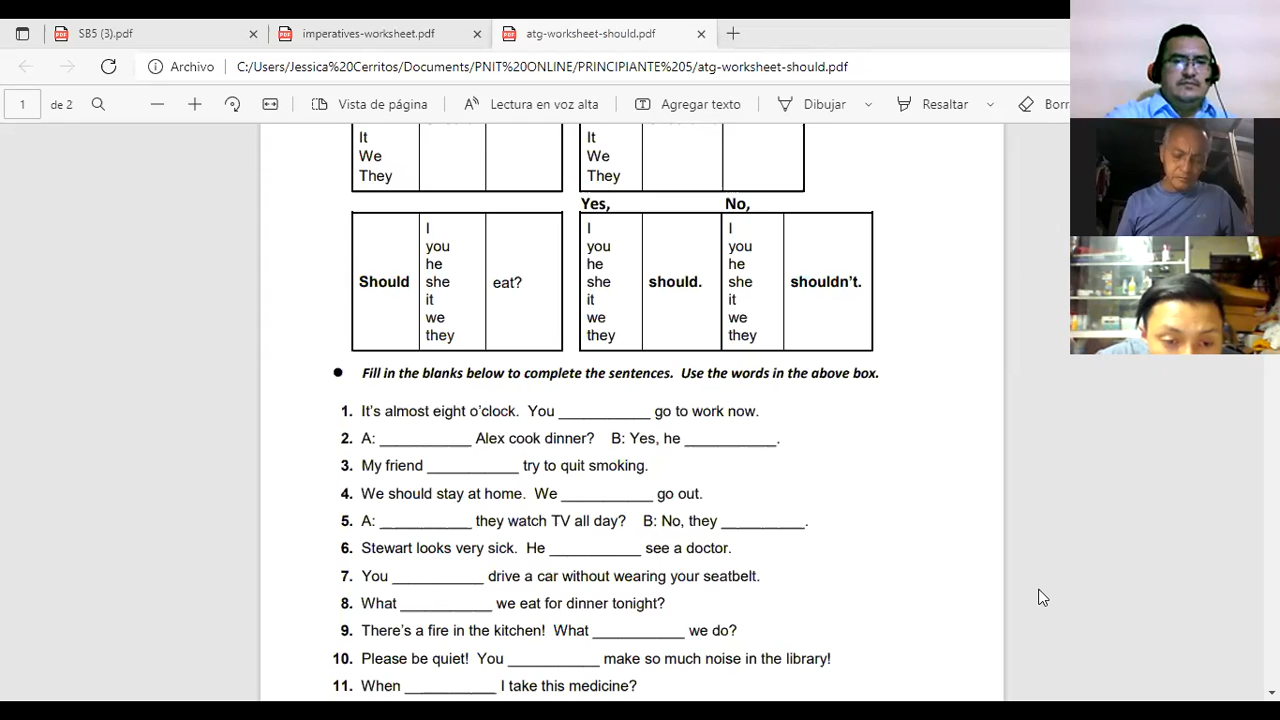 SB5 (3).pdf
imperatives-worksheet.pdf
atg-worksheet-should.pdf
Archivo
C:/Users/Jessica%20Cerritos/Documents/PNIT%20ONLINE/PRINCIPIANTE%205/atg-worksheet-should.pdf
1
de 2
Vista de página
Lectura en voz alta
Agregar texto
Dibujar
Resaltar
Borr
It
We
They
It
We
They
Yes,
No,
Should
I
you
he
she
it
we
they
eat?
I
you
he
she
it
we
they
should.
I
you
he
she
it
we
they
shouldn't.
● Fill in the blanks below to complete the sentences. Use the words in the above box.
1. It's almost eight o'clock. You ___________ go to work now.
2. A: ___________ Alex cook dinner? B: Yes, he ___________.
3. My friend ___________ try to quit smoking.
4. We should stay at home. We ___________ go out.
5. A: ___________ they watch TV all day? B: No, they __________.
6. Stewart looks very sick. He ___________ see a doctor.
7. You ___________ drive a car without wearing your seatbelt.
8. What ___________ we eat for dinner tonight?
9. There's a fire in the kitchen! What ___________ we do?
10. Please be quiet! You ___________ make so much noise in the library!
11. When ___________ I take this medicine?